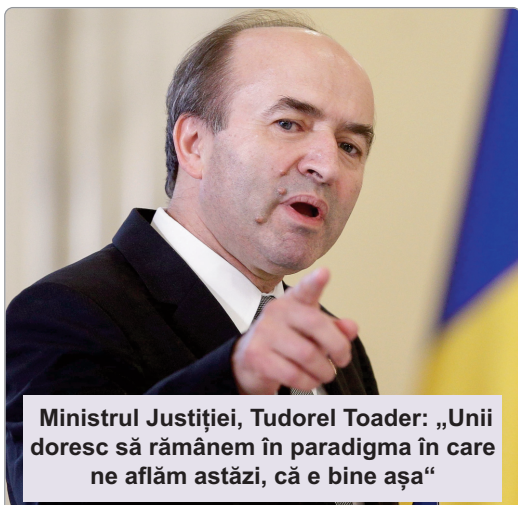 Ministrul Justiției, Tudorel Toader: „Unii
doresc să rămânem în paradigma în care
ne aflăm astăzi, că e bine așa“